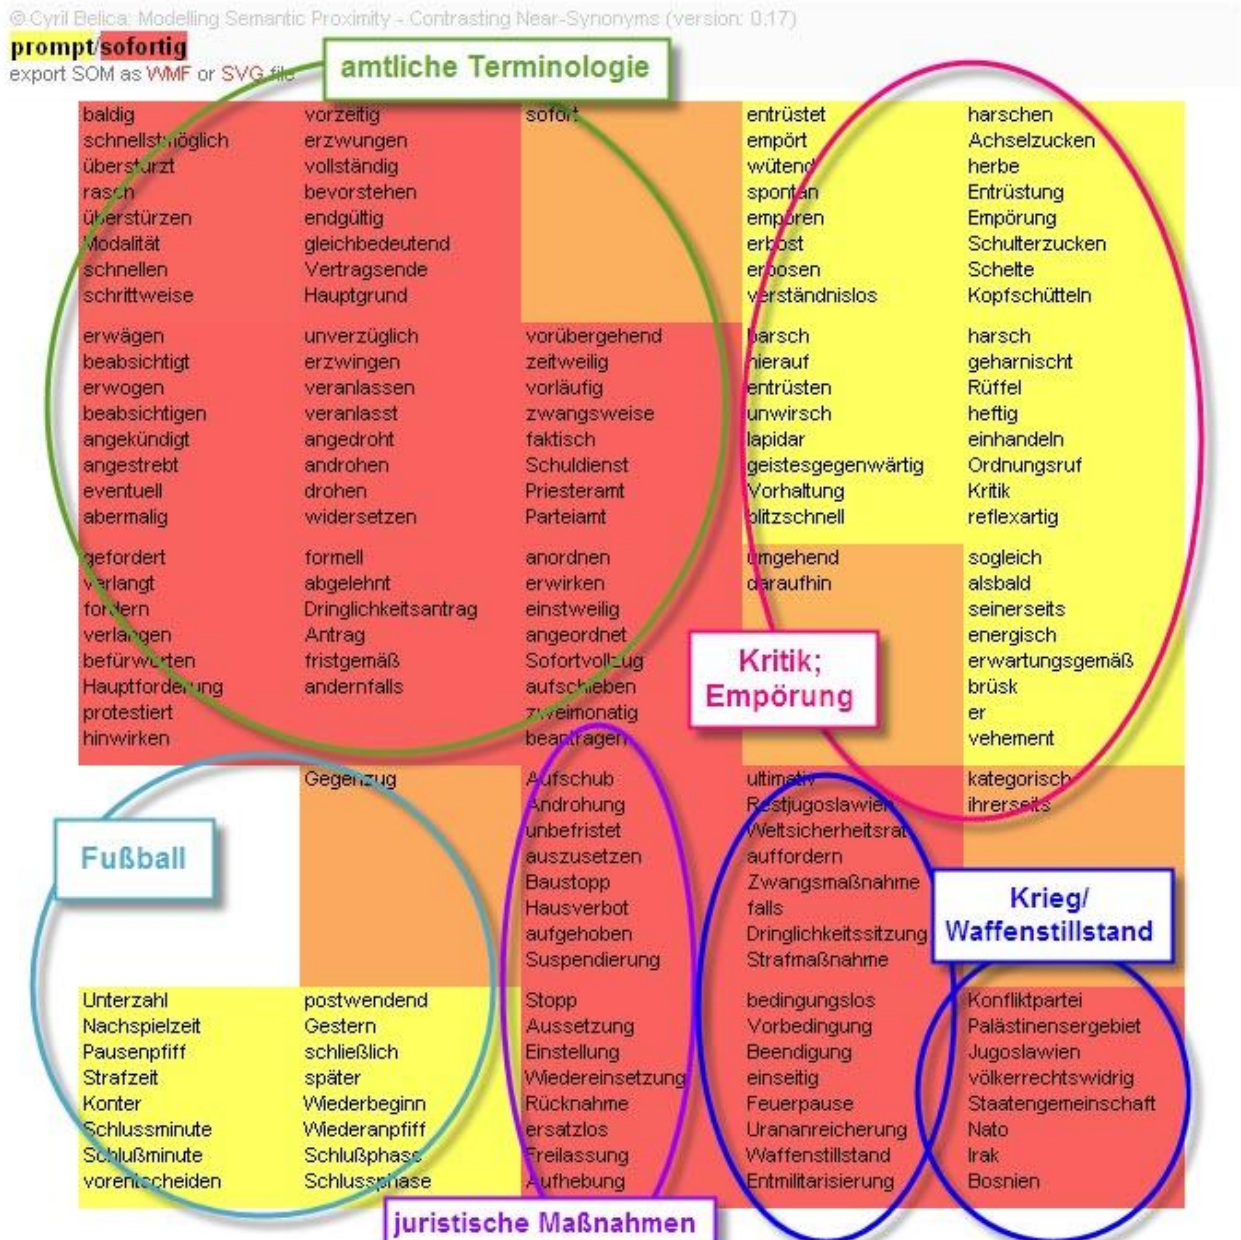 © Cyril Belica: Modelling Semantic Proximity - Contrasting Near-Synonyms (version: 0.17)
prompt/sofortig
export SOM as WMF or SVG file
amtliche Terminologie
baldig vorzeitig sofort entrüstet harschen
schnellstmöglich erzwungen empört Achselzucken
überstürzt vollständig wütend herbe
rasch bevorstehen spontan Entrüstung
überstürzen endgültig empören Empörung
Modalität gleichbedeutend erbost Schulterzucken
schnellen Vertragsende erbosen Schelte
schrittweise Hauptgrund verständnislos Kopfschütteln
erwägen unverzüglich vorübergehend barsch harsch
beabsichtigt erzwingen zeitweilig hierauf geharnischt
erwogen veranlassen vorläufig entrüsten Rüffel
beabsichtigen veranlasst zwangsweise unwirsch heftig
angekündigt angedroht faktisch lapidar einhandeln
angestrebt androhen Schuldienst geistesgegenwärtig Ordnungsruf
eventuell drohen Priesteramt Vorhaltung Kritik
abermalig widersetzen Parteiamt blitzschnell reflexartig
gefordert formell anordnen umgehend sogleich
verlangt abgelehnt erwirken daraufhin alsbald
fordern Dringlichkeitsantrag einstweilig seinerseits
verlangen Antrag angeordnet energisch
befürworten fristgemäß Sofortvollzug erwartungsgemäß
Hauptforderung andernfalls aufschieben brüsk
protestiert zweimonatig er
hinwirken beantragen vehement
Kritik;
Empörung
Gegenzug Aufschub ultimativ kategorisch
Androhung Restjugoslawien ihrerseits
unbefristet Weltsicherheitsrat
auszusetzen auffordern
Baustopp Zwangsmaßnahme
Hausverbot falls
aufgehoben Dringlichkeitssitzung
Suspendierung Strafmaßnahme
Fußball
Krieg/
Waffenstillstand
Unterzahl postwendend Stopp bedingungslos Konfliktpartei
Nachspielzeit Gestern Aussetzung Vorbedingung Palästinensergebiet
Pausenpfiff schließlich Einstellung Beendigung Jugoslawien
Strafzeit später Wiedereinsetzung einseitig völkerrechtswidrig
Konter Wiederbeginn Rücknahme Feuerpause Staatengemeinschaft
Schlussminute Wiederanpfiff ersatzlos Urananreicherung Nato
Schlußminute Schlußphase Freilassung Waffenstillstand Irak
vorentscheiden Schlussphase Aufhebung Entmilitarisierung Bosnien
juristische Maßnahmen